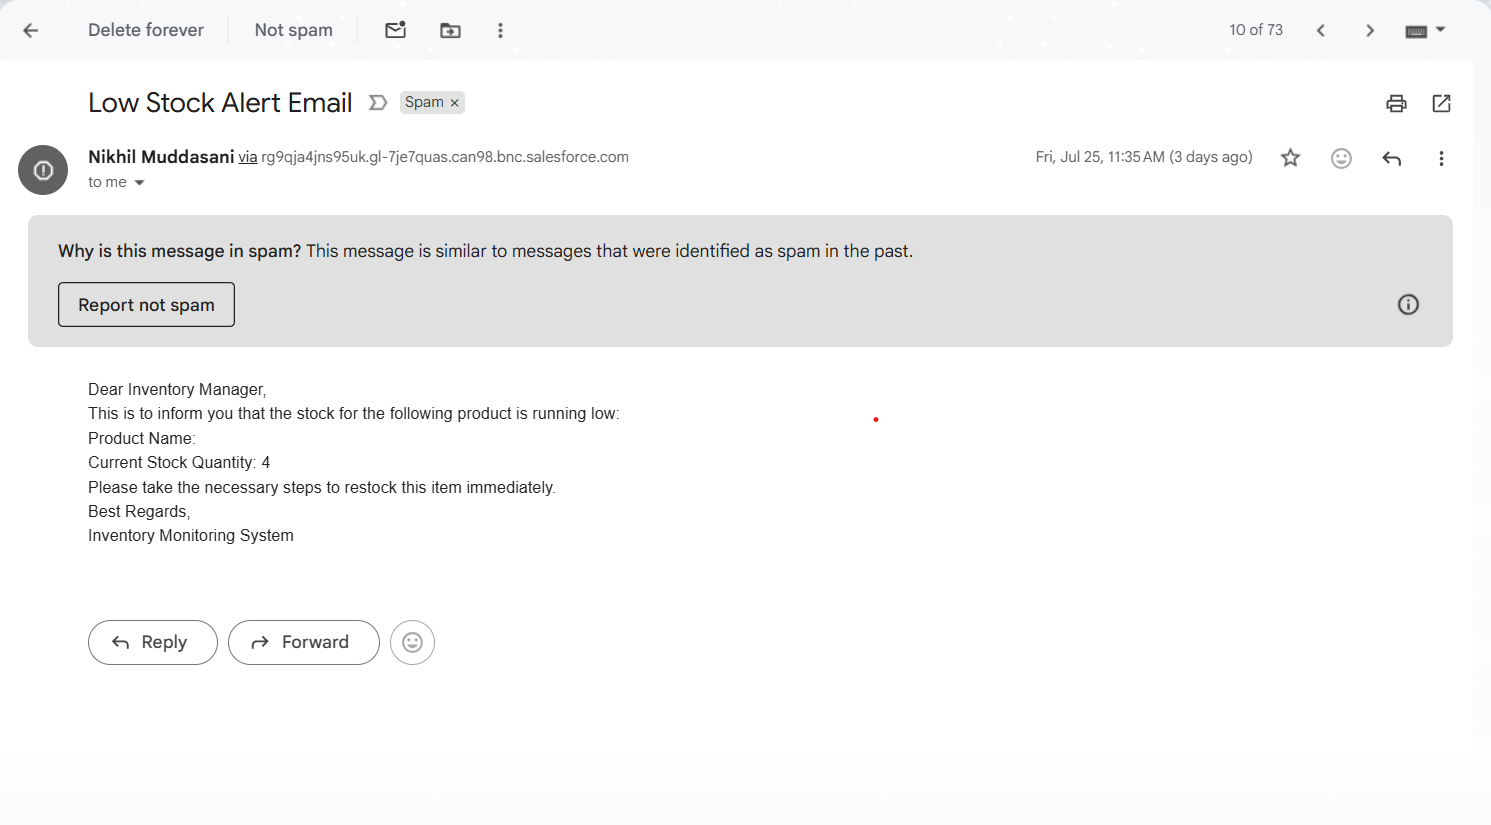 Delete forever Not spam 10 of 73
Low Stock Alert Email Spam ×
Nikhil Muddasani via rg9qja4jns95uk.gl-7je7quas.can98.bnc.salesforce.com Fri, Jul 25, 11:35 AM (3 days ago)
to me
Why is this message in spam? This message is similar to messages that were identified as spam in the past.
Report not spam
Dear Inventory Manager,
This is to inform you that the stock for the following product is running low:
Product Name:
Current Stock Quantity: 4
Please take the necessary steps to restock this item immediately.
Best Regards,
Inventory Monitoring System
Reply Forward